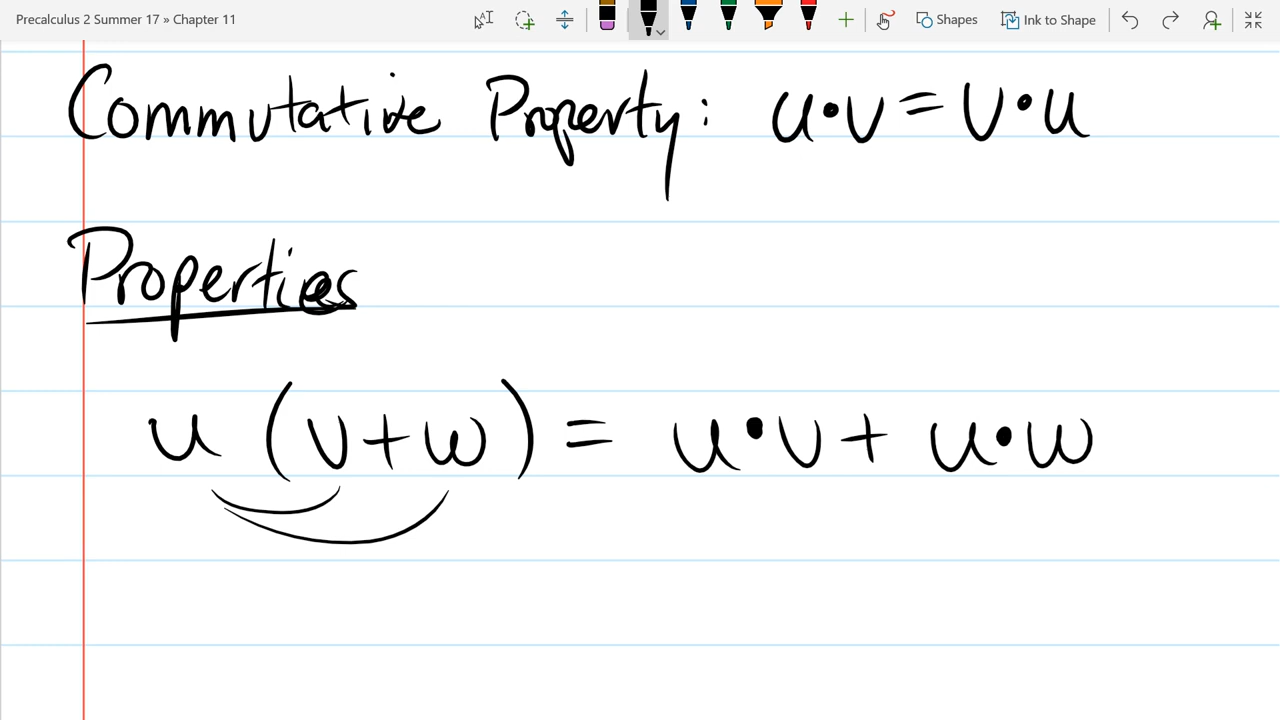 Precalculus 2 Summer 17 » Chapter 11
Shapes
Ink to Shape
Commutative Property: u•v = v•u
Properties
u (v+w) = u•v + u•w